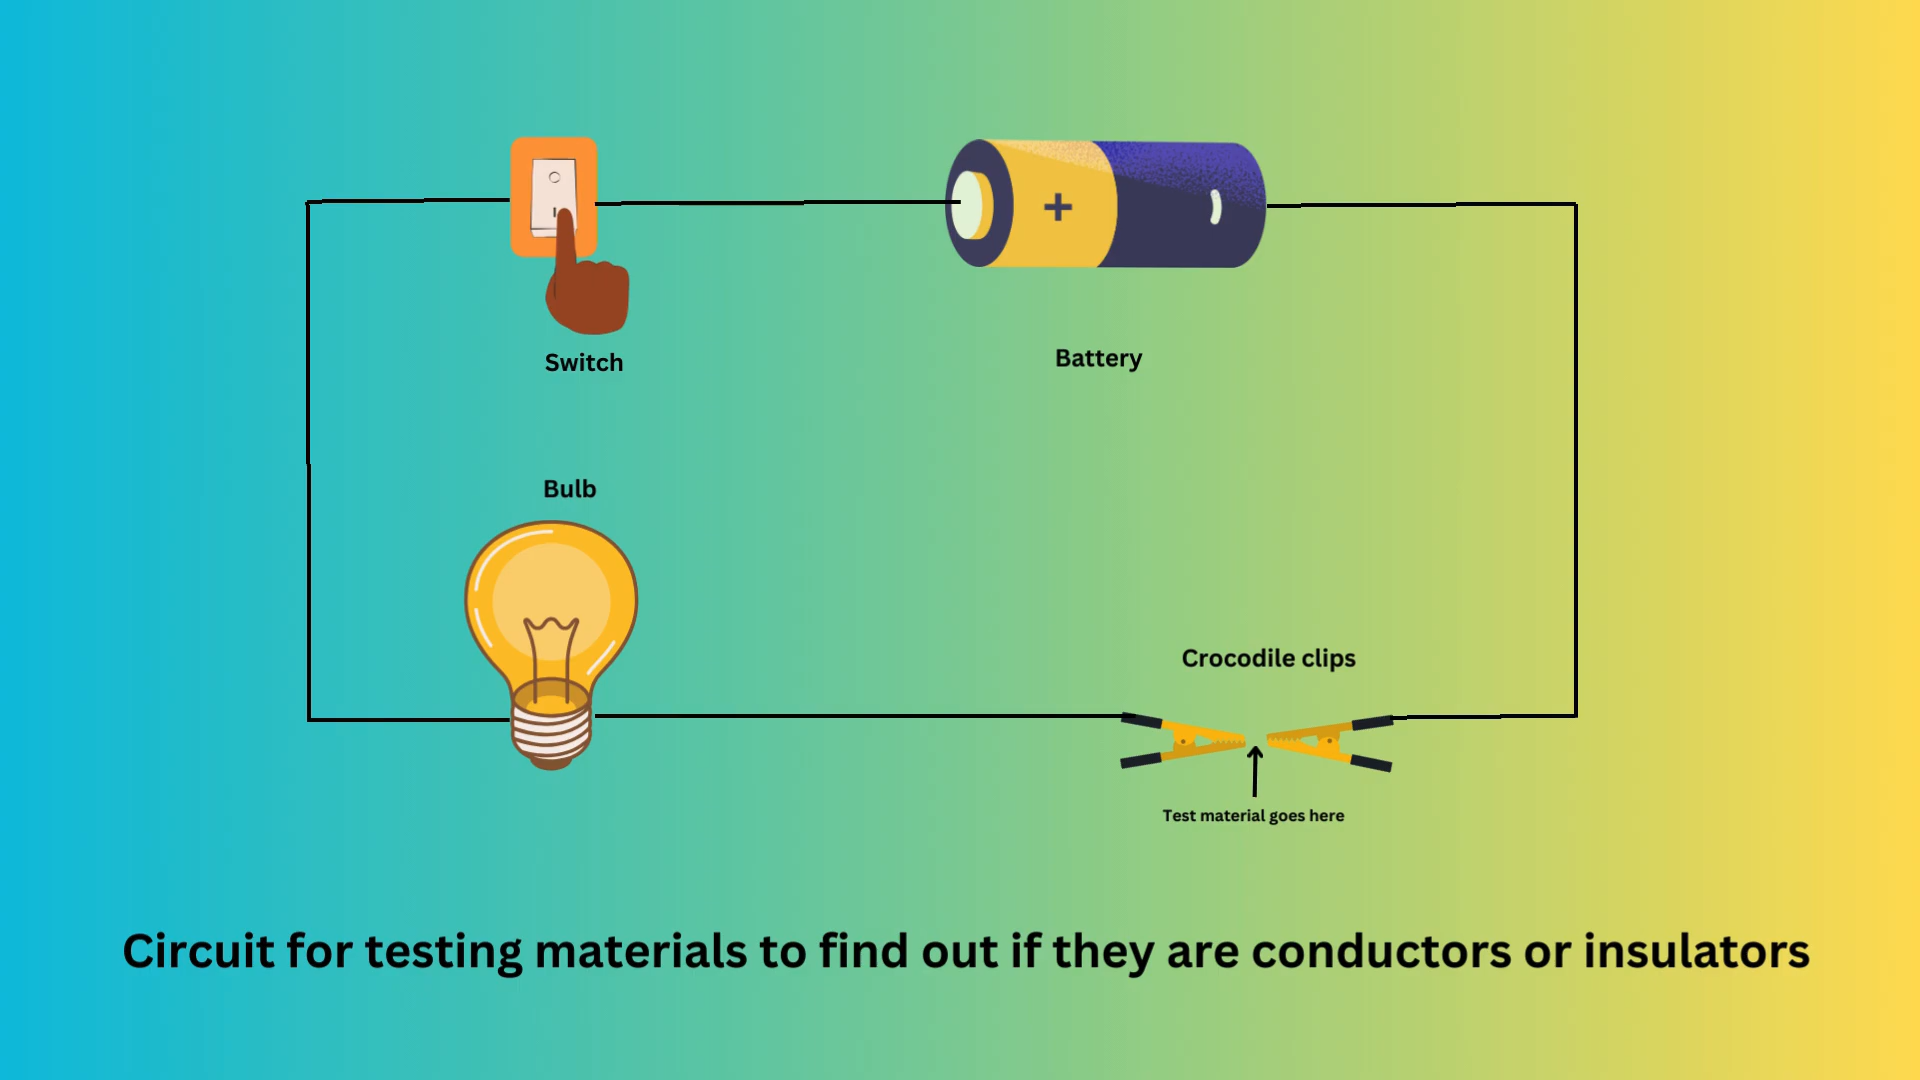 Switch
Battery
Bulb
Crocodile clips
Test material goes here
Circuit for testing materials to find out if they are conductors or insulators